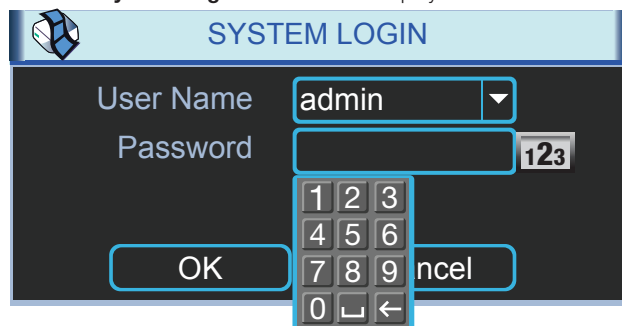 SYSTEM LOGIN
User Name admin
Password 123
1 2 3
4 5 6
OK 7 8 9 ncel
0